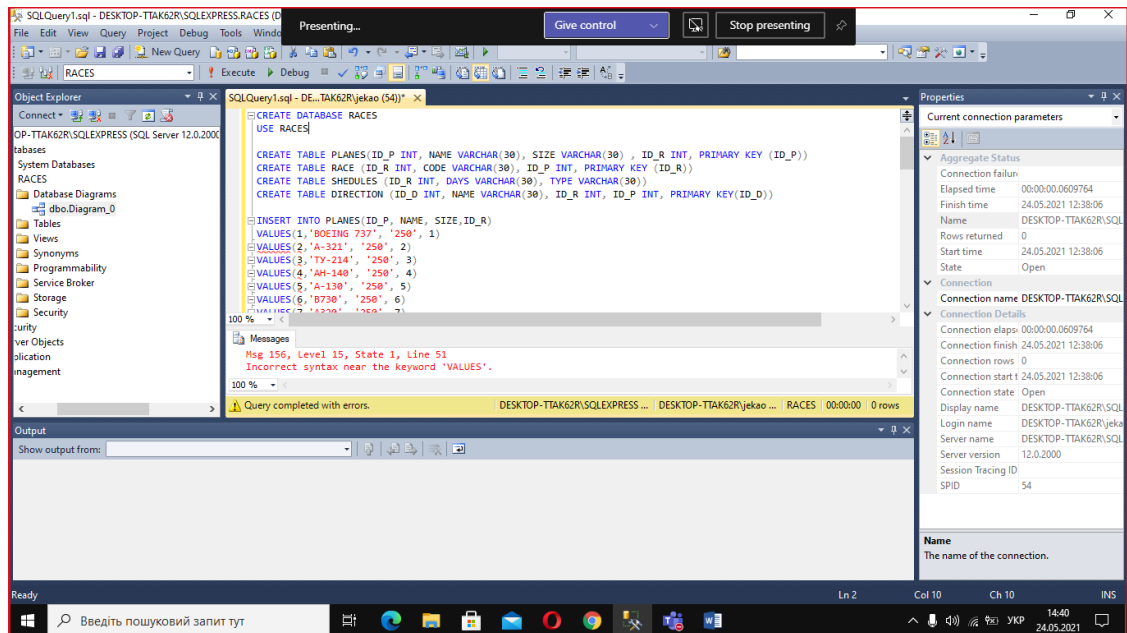 SQLQuery1.sql - DESKTOP-TTAK62R\SQLEXPRESS.RACES (D
Presenting...
Give control
Stop presenting
File Edit View Query Project Debug Tools Windo
New Query
RACES
Execute Debug
Object Explorer
Connect
OP-TTAK62R\SQLEXPRESS (SQL Server 12.0.2000
tabases
System Databases
RACES
Database Diagrams
dbo.Diagram_0
Tables
Views
Synonyms
Programmability
Service Broker
Storage
Security
curity
ver Objects
plication
anagement
SQLQuery1.sql - DE...TAK62R\jekao (54))*
CREATE DATABASE RACES
USE RACES
CREATE TABLE PLANES(ID_P INT, NAME VARCHAR(30), SIZE VARCHAR(30) , ID_R INT, PRIMARY KEY (ID_P))
CREATE TABLE RACE (ID_R INT, CODE VARCHAR(30), ID_P INT, PRIMARY KEY (ID_R))
CREATE TABLE SHEDULES (ID_R INT, DAYS VARCHAR(30), TYPE VARCHAR(30))
CREATE TABLE DIRECTION (ID_D INT, NAME VARCHAR(30), ID_R INT, ID_P INT, PRIMARY KEY(ID_D))
INSERT INTO PLANES(ID_P, NAME, SIZE,ID_R)
VALUES(1,'BOEING 737', '250', 1)
VALUES(2,'A-321', '250', 2)
VALUES(3,'ТУ-214', '250', 3)
VALUES(4,'АН-140', '250', 4)
VALUES(5,'A-130', '250', 5)
VALUES(6,'B730', '250', 6)
VALUES(7,'A320', '250', 7)
100 %
Messages
Msg 156, Level 15, State 1, Line 51
Incorrect syntax near the keyword 'VALUES'.
100 %
Query completed with errors.
DESKTOP-TTAK62R\SQLEXPRESS ... DESKTOP-TTAK62R\jekao ... RACES 00:00:00 0 rows
Properties
Current connection parameters
Aggregate Status
Connection failure
Elapsed time 00:00:00.0609764
Finish time 24.05.2021 12:38:06
Name DESKTOP-TTAK62R\SQL
Rows returned 0
Start time 24.05.2021 12:38:06
State Open
Connection
Connection name DESKTOP-TTAK62R\SQL
Connection Details
Connection elaps 00:00:00.0609764
Connection finish 24.05.2021 12:38:06
Connection rows 0
Connection start t 24.05.2021 12:38:06
Connection state Open
Display name DESKTOP-TTAK62R\SQL
Login name DESKTOP-TTAK62R\jeka
Server name DESKTOP-TTAK62R\SQL
Server version 12.0.2000
Session Tracing ID
SPID 54
Name
The name of the connection.
Output
Show output from:
Ready
Ln 2 Col 10 Ch 10 INS
Введіть пошуковий запит тут
УКР
14:40
24.05.2021